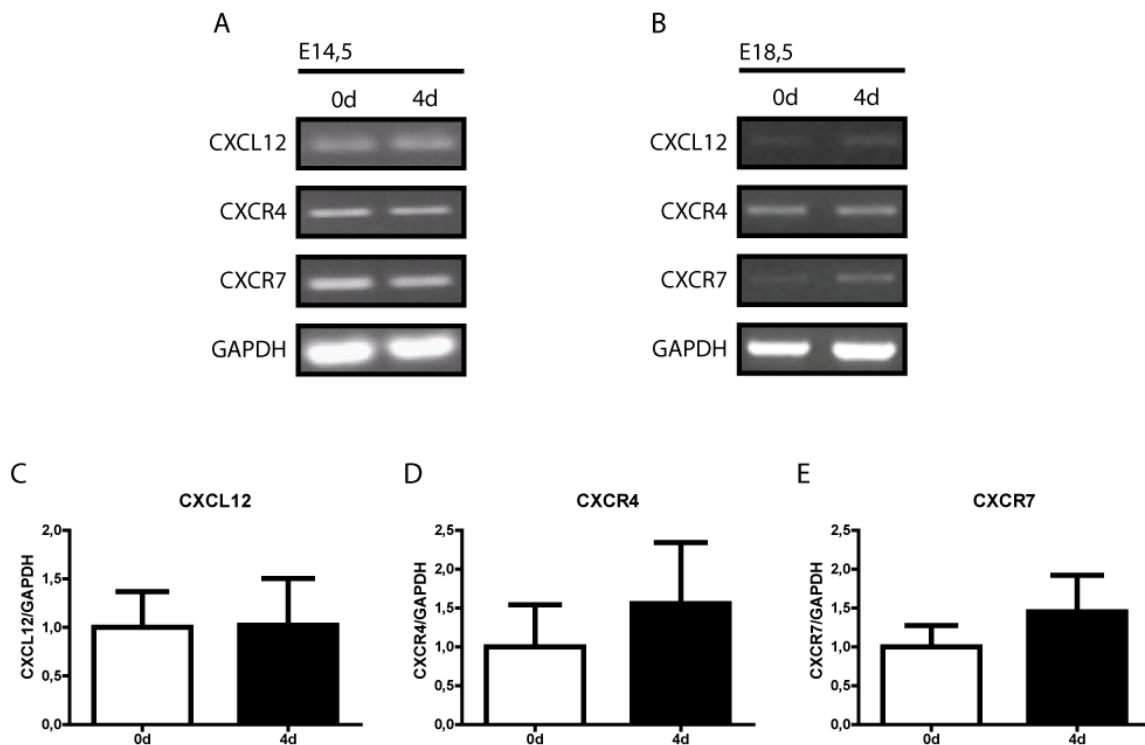 A
E14,5
0d 4d
CXCL12
CXCR4
CXCR7
GAPDH
B
E18,5
0d 4d
CXCL12
CXCR4
CXCR7
GAPDH
C
CXCL12
CXCL12/GAPDH
2,0
1,5
1,0
0,5
0,0
0d 4d
D
CXCR4
CXCR4/GAPDH
2,5
2,0
1,5
1,0
0,5
0,0
0d 4d
E
CXCR7
CXCR7/GAPDH
2,5
2,0
1,5
1,0
0,5
0,0
0d 4d